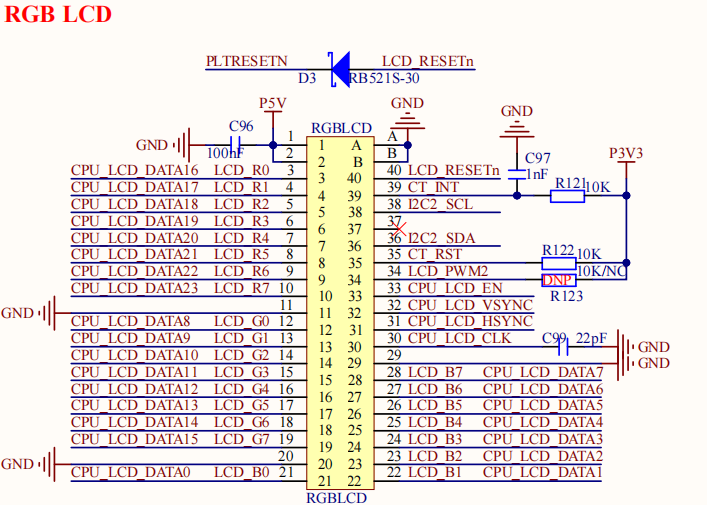 RGB LCD
PLTRESETN LCD_RESETn
D3 RB521S-30
P5V GND
C96 RGBLCD GND
GND 100nF 1 1 A A
2 2 B B C97 1nF P3V3
CPU_LCD_DATA16 LCD_R0 3 3 40 40 LCD_RESETn
CPU_LCD_DATA17 LCD_R1 4 4 39 39 CT_INT R121 10K
CPU_LCD_DATA18 LCD_R2 5 5 38 38 I2C2_SCL
CPU_LCD_DATA19 LCD_R3 6 6 37 37
CPU_LCD_DATA20 LCD_R4 7 7 36 36 I2C2_SDA
CPU_LCD_DATA21 LCD_R5 8 8 35 35 CT_RST R122 10K
CPU_LCD_DATA22 LCD_R6 9 9 34 34 LCD_PWM2 DNP 10K/NC
CPU_LCD_DATA23 LCD_R7 10 10 33 33 CPU_LCD_EN R123
GND 11 11 32 32 CPU_LCD_VSYNC
CPU_LCD_DATA8 LCD_G0 12 12 31 31 CPU_LCD_HSYNC
CPU_LCD_DATA9 LCD_G1 13 13 30 30 CPU_LCD_CLK C99 22pF GND
CPU_LCD_DATA10 LCD_G2 14 14 29 29 GND
CPU_LCD_DATA11 LCD_G3 15 15 28 28 LCD_B7 CPU_LCD_DATA7
CPU_LCD_DATA12 LCD_G4 16 16 27 27 LCD_B6 CPU_LCD_DATA6
CPU_LCD_DATA13 LCD_G5 17 17 26 26 LCD_B5 CPU_LCD_DATA5
CPU_LCD_DATA14 LCD_G6 18 18 25 25 LCD_B4 CPU_LCD_DATA4
CPU_LCD_DATA15 LCD_G7 19 19 24 24 LCD_B3 CPU_LCD_DATA3
GND 20 20 23 23 LCD_B2 CPU_LCD_DATA2
CPU_LCD_DATA0 LCD_B0 21 21 22 22 LCD_B1 CPU_LCD_DATA1
RGBLCD